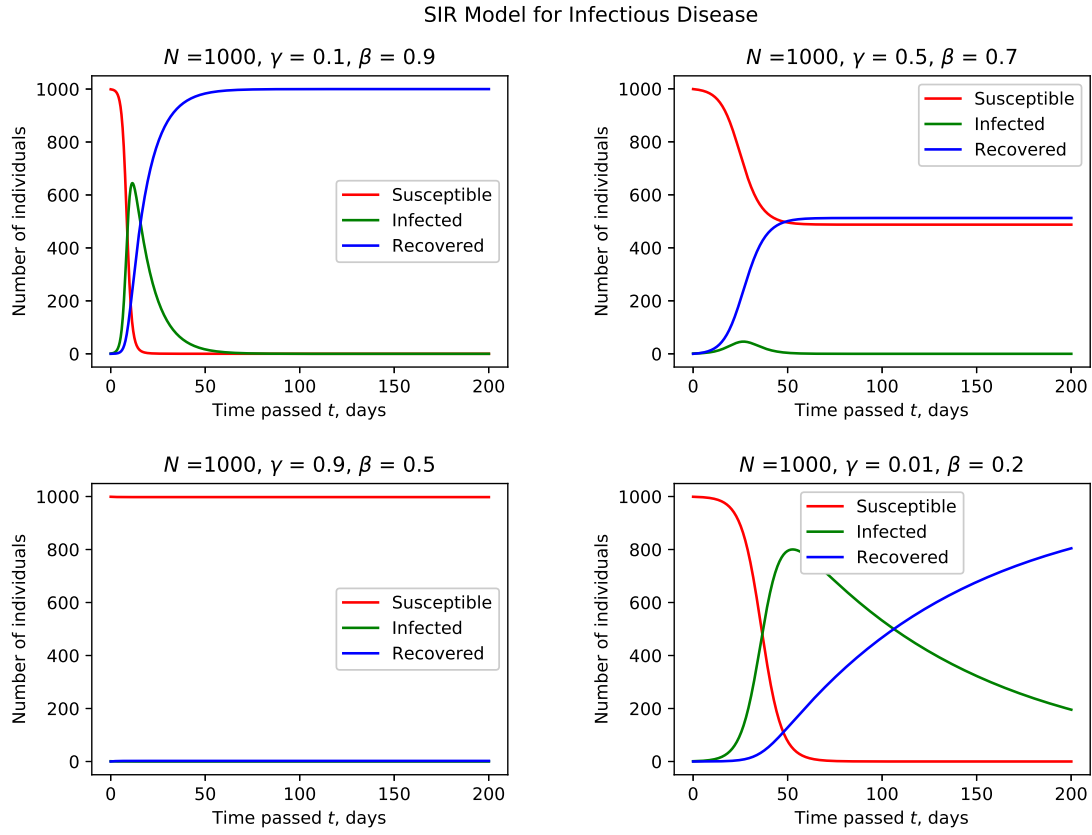 SIR Model for Infectious Disease
N =1000, γ = 0.1, β = 0.9
1000
800
600
400
200
0
Number of individuals
Susceptible
Infected
Recovered
0 50 100 150 200
Time passed t, days
N =1000, γ = 0.5, β = 0.7
1000
800
600
400
200
0
Number of individuals
Susceptible
Infected
Recovered
0 50 100 150 200
Time passed t, days
N =1000, γ = 0.9, β = 0.5
1000
800
600
400
200
0
Number of individuals
Susceptible
Infected
Recovered
0 50 100 150 200
Time passed t, days
N =1000, γ = 0.01, β = 0.2
1000
800
600
400
200
0
Number of individuals
Susceptible
Infected
Recovered
0 50 100 150 200
Time passed t, days